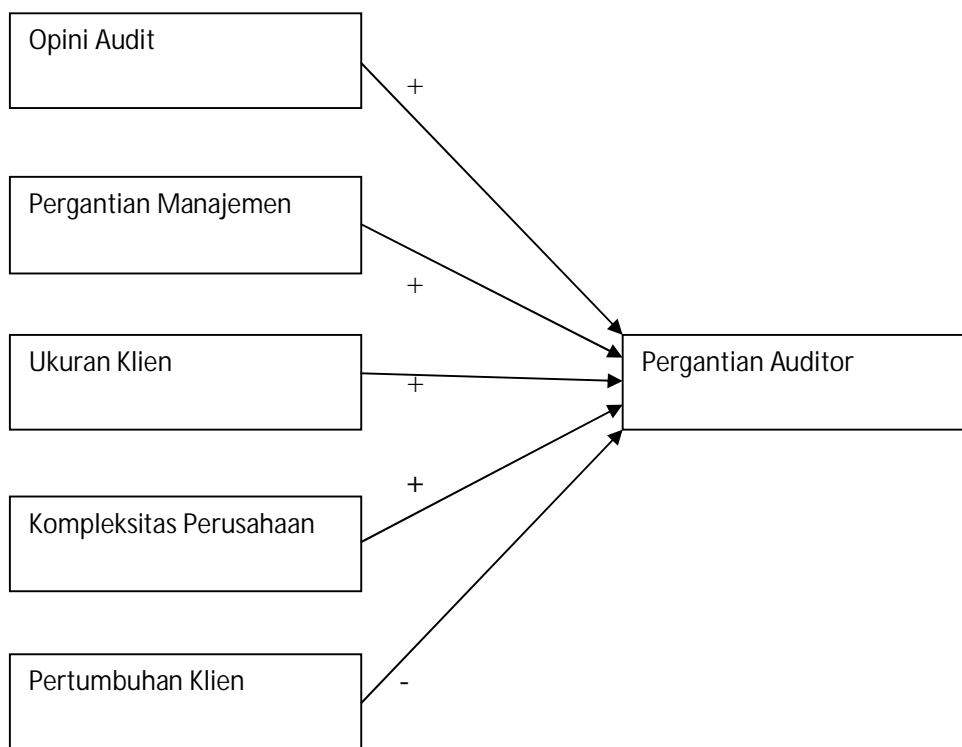 Opini Audit
+
Pergantian Manajemen
+
Ukuran Klien
+
Pergantian Auditor
+
Kompleksitas Perusahaan
Pertumbuhan Klien
-